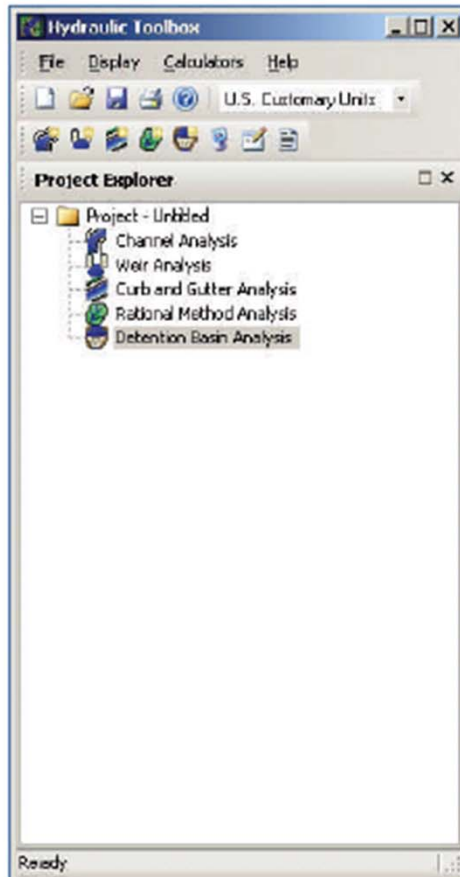 Hydraulic Toolbox
File Display Calculators Help
U.S. Customary Units
Project Explorer
Project - Untitled
Channel Analysis
Weir Analysis
Curb and Gutter Analysis
Rational Method Analysis
Detention Basin Analysis
Ready